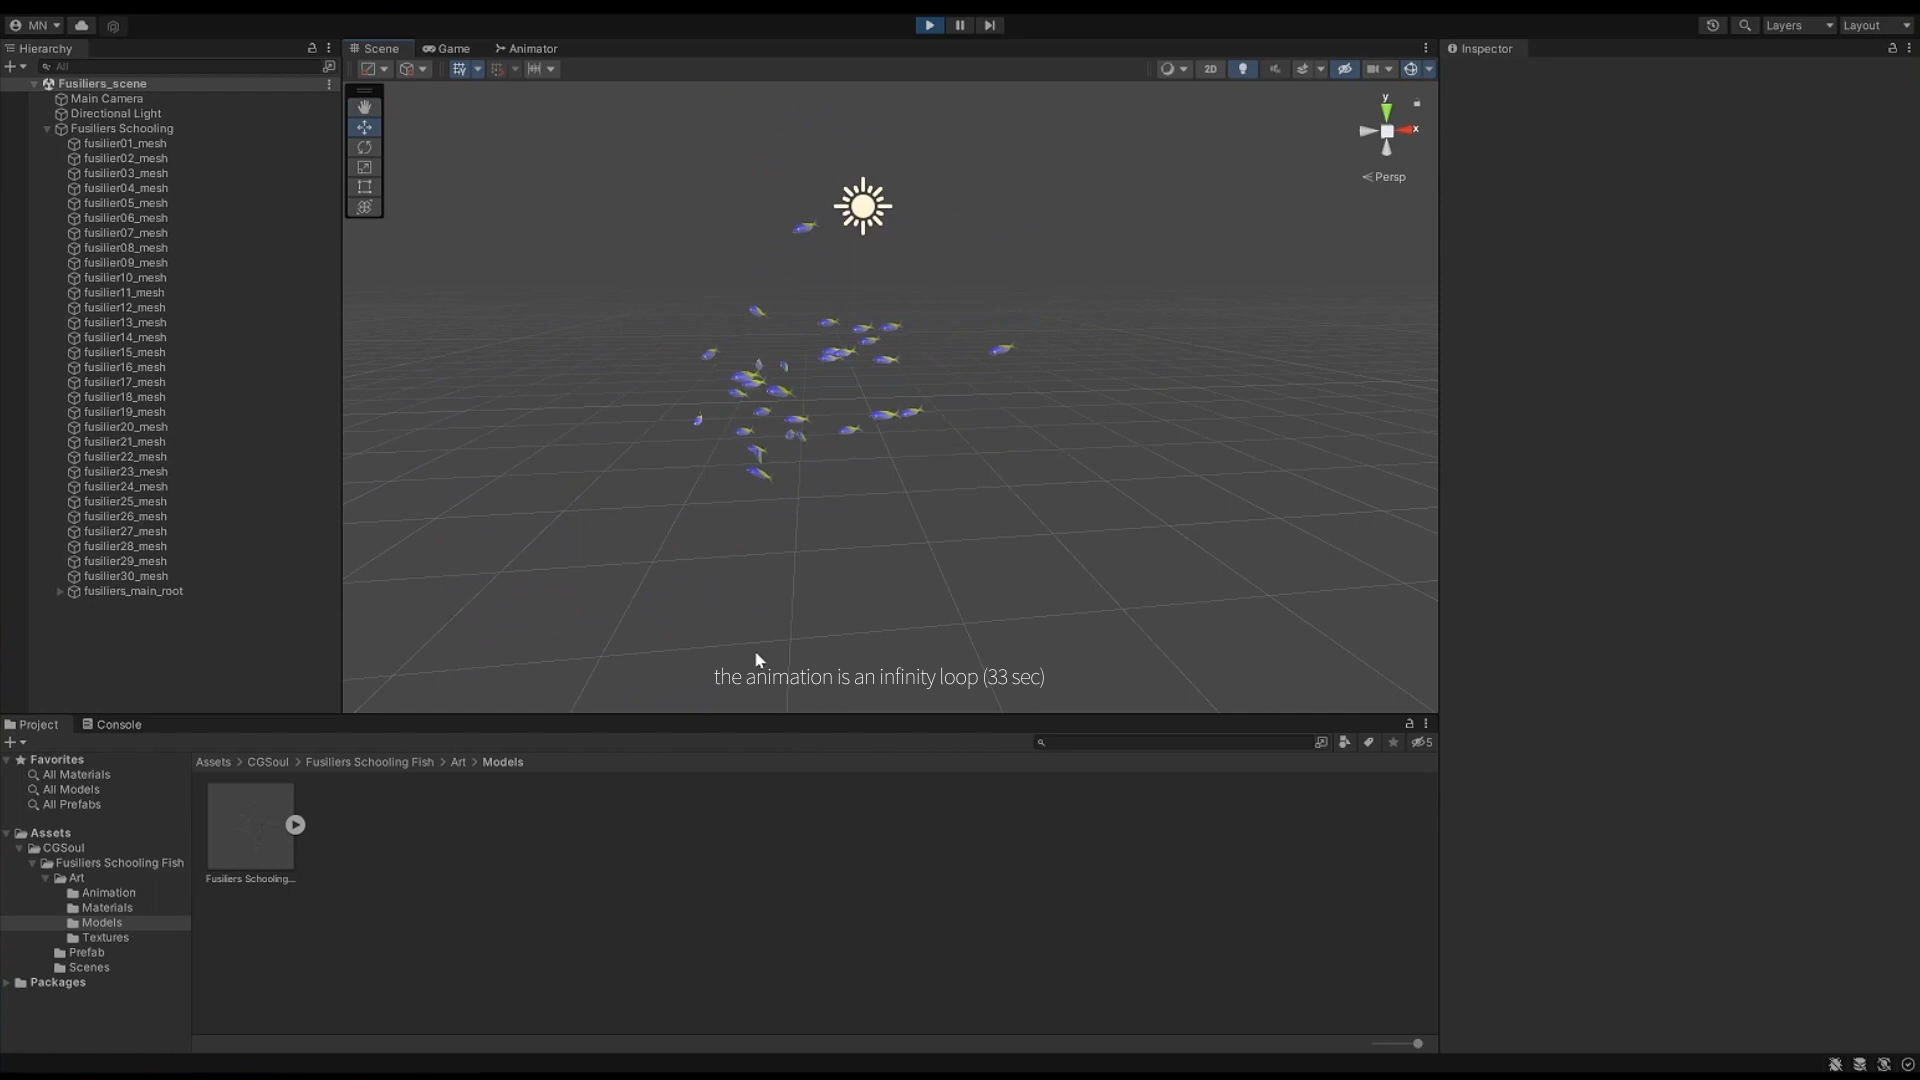 MN
Layers
Layout
Hierarchy
All
Fusiliers_scene
Main Camera
Directional Light
Fusiliers Schooling
fusilier01_mesh
fusilier02_mesh
fusilier03_mesh
fusilier04_mesh
fusilier05_mesh
fusilier06_mesh
fusilier07_mesh
fusilier08_mesh
fusilier09_mesh
fusilier10_mesh
fusilier11_mesh
fusilier12_mesh
fusilier13_mesh
fusilier14_mesh
fusilier15_mesh
fusilier16_mesh
fusilier17_mesh
fusilier18_mesh
fusilier19_mesh
fusilier20_mesh
fusilier21_mesh
fusilier22_mesh
fusilier23_mesh
fusilier24_mesh
fusilier25_mesh
fusilier26_mesh
fusilier27_mesh
fusilier28_mesh
fusilier29_mesh
fusilier30_mesh
fusiliers_main_root
Scene Game Animator
2D
y
x
Persp
the animation is an infinity loop (33 sec)
Inspector
Project Console
5
Favorites
All Materials
All Models
All Prefabs
Assets
CGSoul
Fusiliers Schooling Fish
Art
Animation
Materials
Models
Textures
Prefab
Scenes
Packages
Assets > CGSoul > Fusiliers Schooling Fish > Art > Models
Fusiliers Schooling...